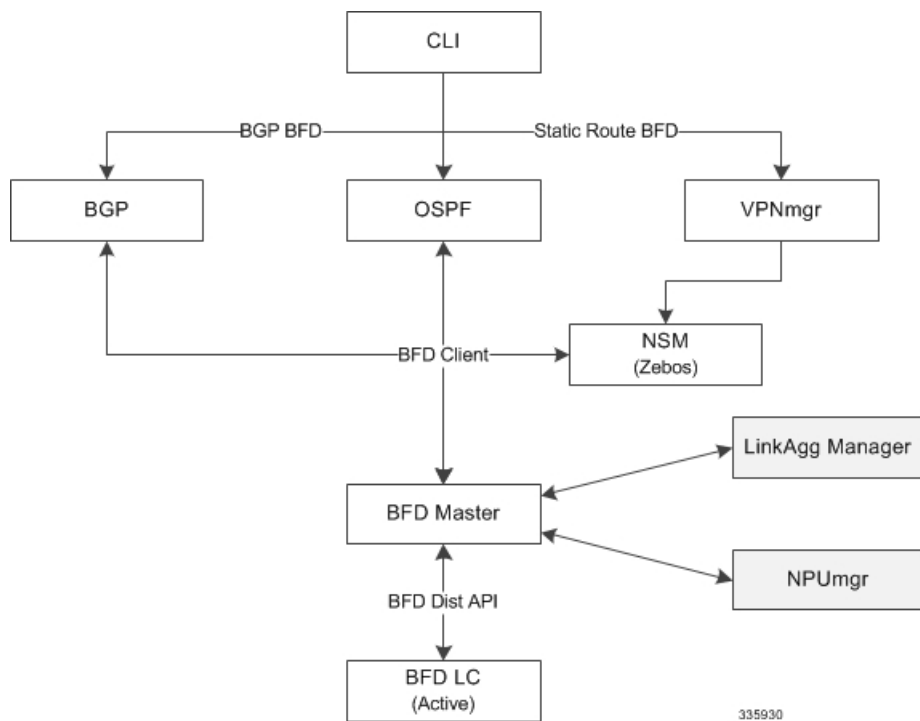 CLI
BGP BFD
Static Route BFD
BGP
OSPF
VPNmgr
BFD Client
NSM
(Zebos)
LinkAgg Manager
BFD Master
NPUmgr
BFD Dist API
BFD LC
(Active)
335930